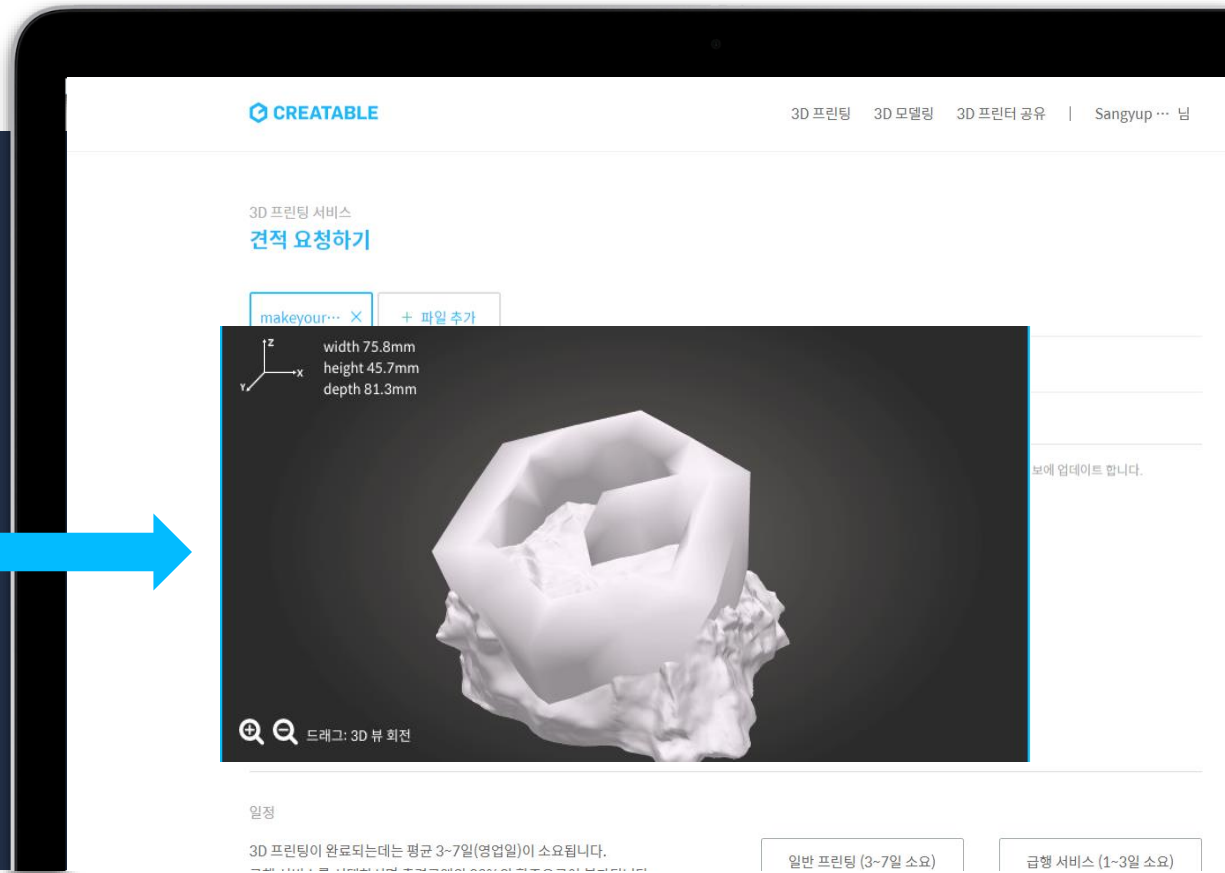 CREATABLE
3D 프린팅 3D 모델링 3D 프린터 공유 | Sangyup ··· 님
3D 프린팅 서비스
견적 요청하기
makeyour··· × + 파일 추가
Z
X
Y
width 75.8mm
height 45.7mm
depth 81.3mm
보에 업데이트 합니다.
드래그: 3D 뷰 회전
일정
3D 프린팅이 완료되는데는 평균 3~7일(영업일)이 소요됩니다.
일반 프린팅 (3~7일 소요)
급행 서비스 (1~3일 소요)